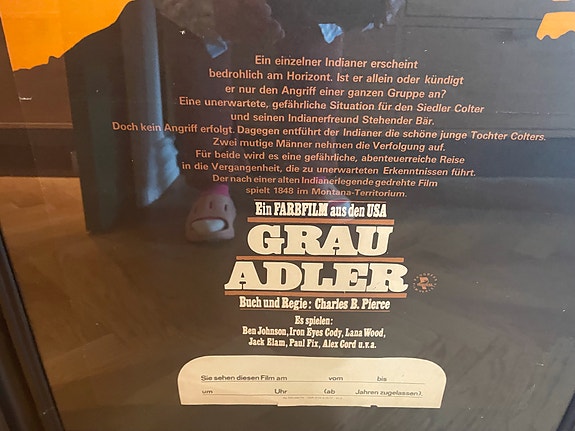 Ein einzelner Indianer erscheint
bedrohlich am Horizont. Ist er allein oder kündigt
er nur den Angriff einer ganzen Gruppe an?
Eine unerwartete, gefährliche Situation für den Siedler Colter
und seinen Indianerfreund Stehender Bär.
Doch kein Angriff erfolgt. Dagegen entführt der Indianer die schöne junge Tochter Colters.
Zwei mutige Männer nehmen die Verfolgung auf.
Für beide wird es eine gefährliche, abenteuerreiche Reise
in die Vergangenheit, die zu unerwarteten Erkenntnissen führt.
Der nach einer alten Indianerlegende gedrehte Film
spielt 1848 im Montana-Territorium.
Ein FARBFILM aus den USA
GRAU
ADLER
Buch und Regie: Charles B. Pierce
Es spielen:
Ben Johnson, Iron Eyes Cody, Lana Wood,
Jack Elam, Paul Fix, Alex Cord u.v.a.
Sie sehen diesen Film am vom bis
um Uhr (ab Jahren zugelassen).